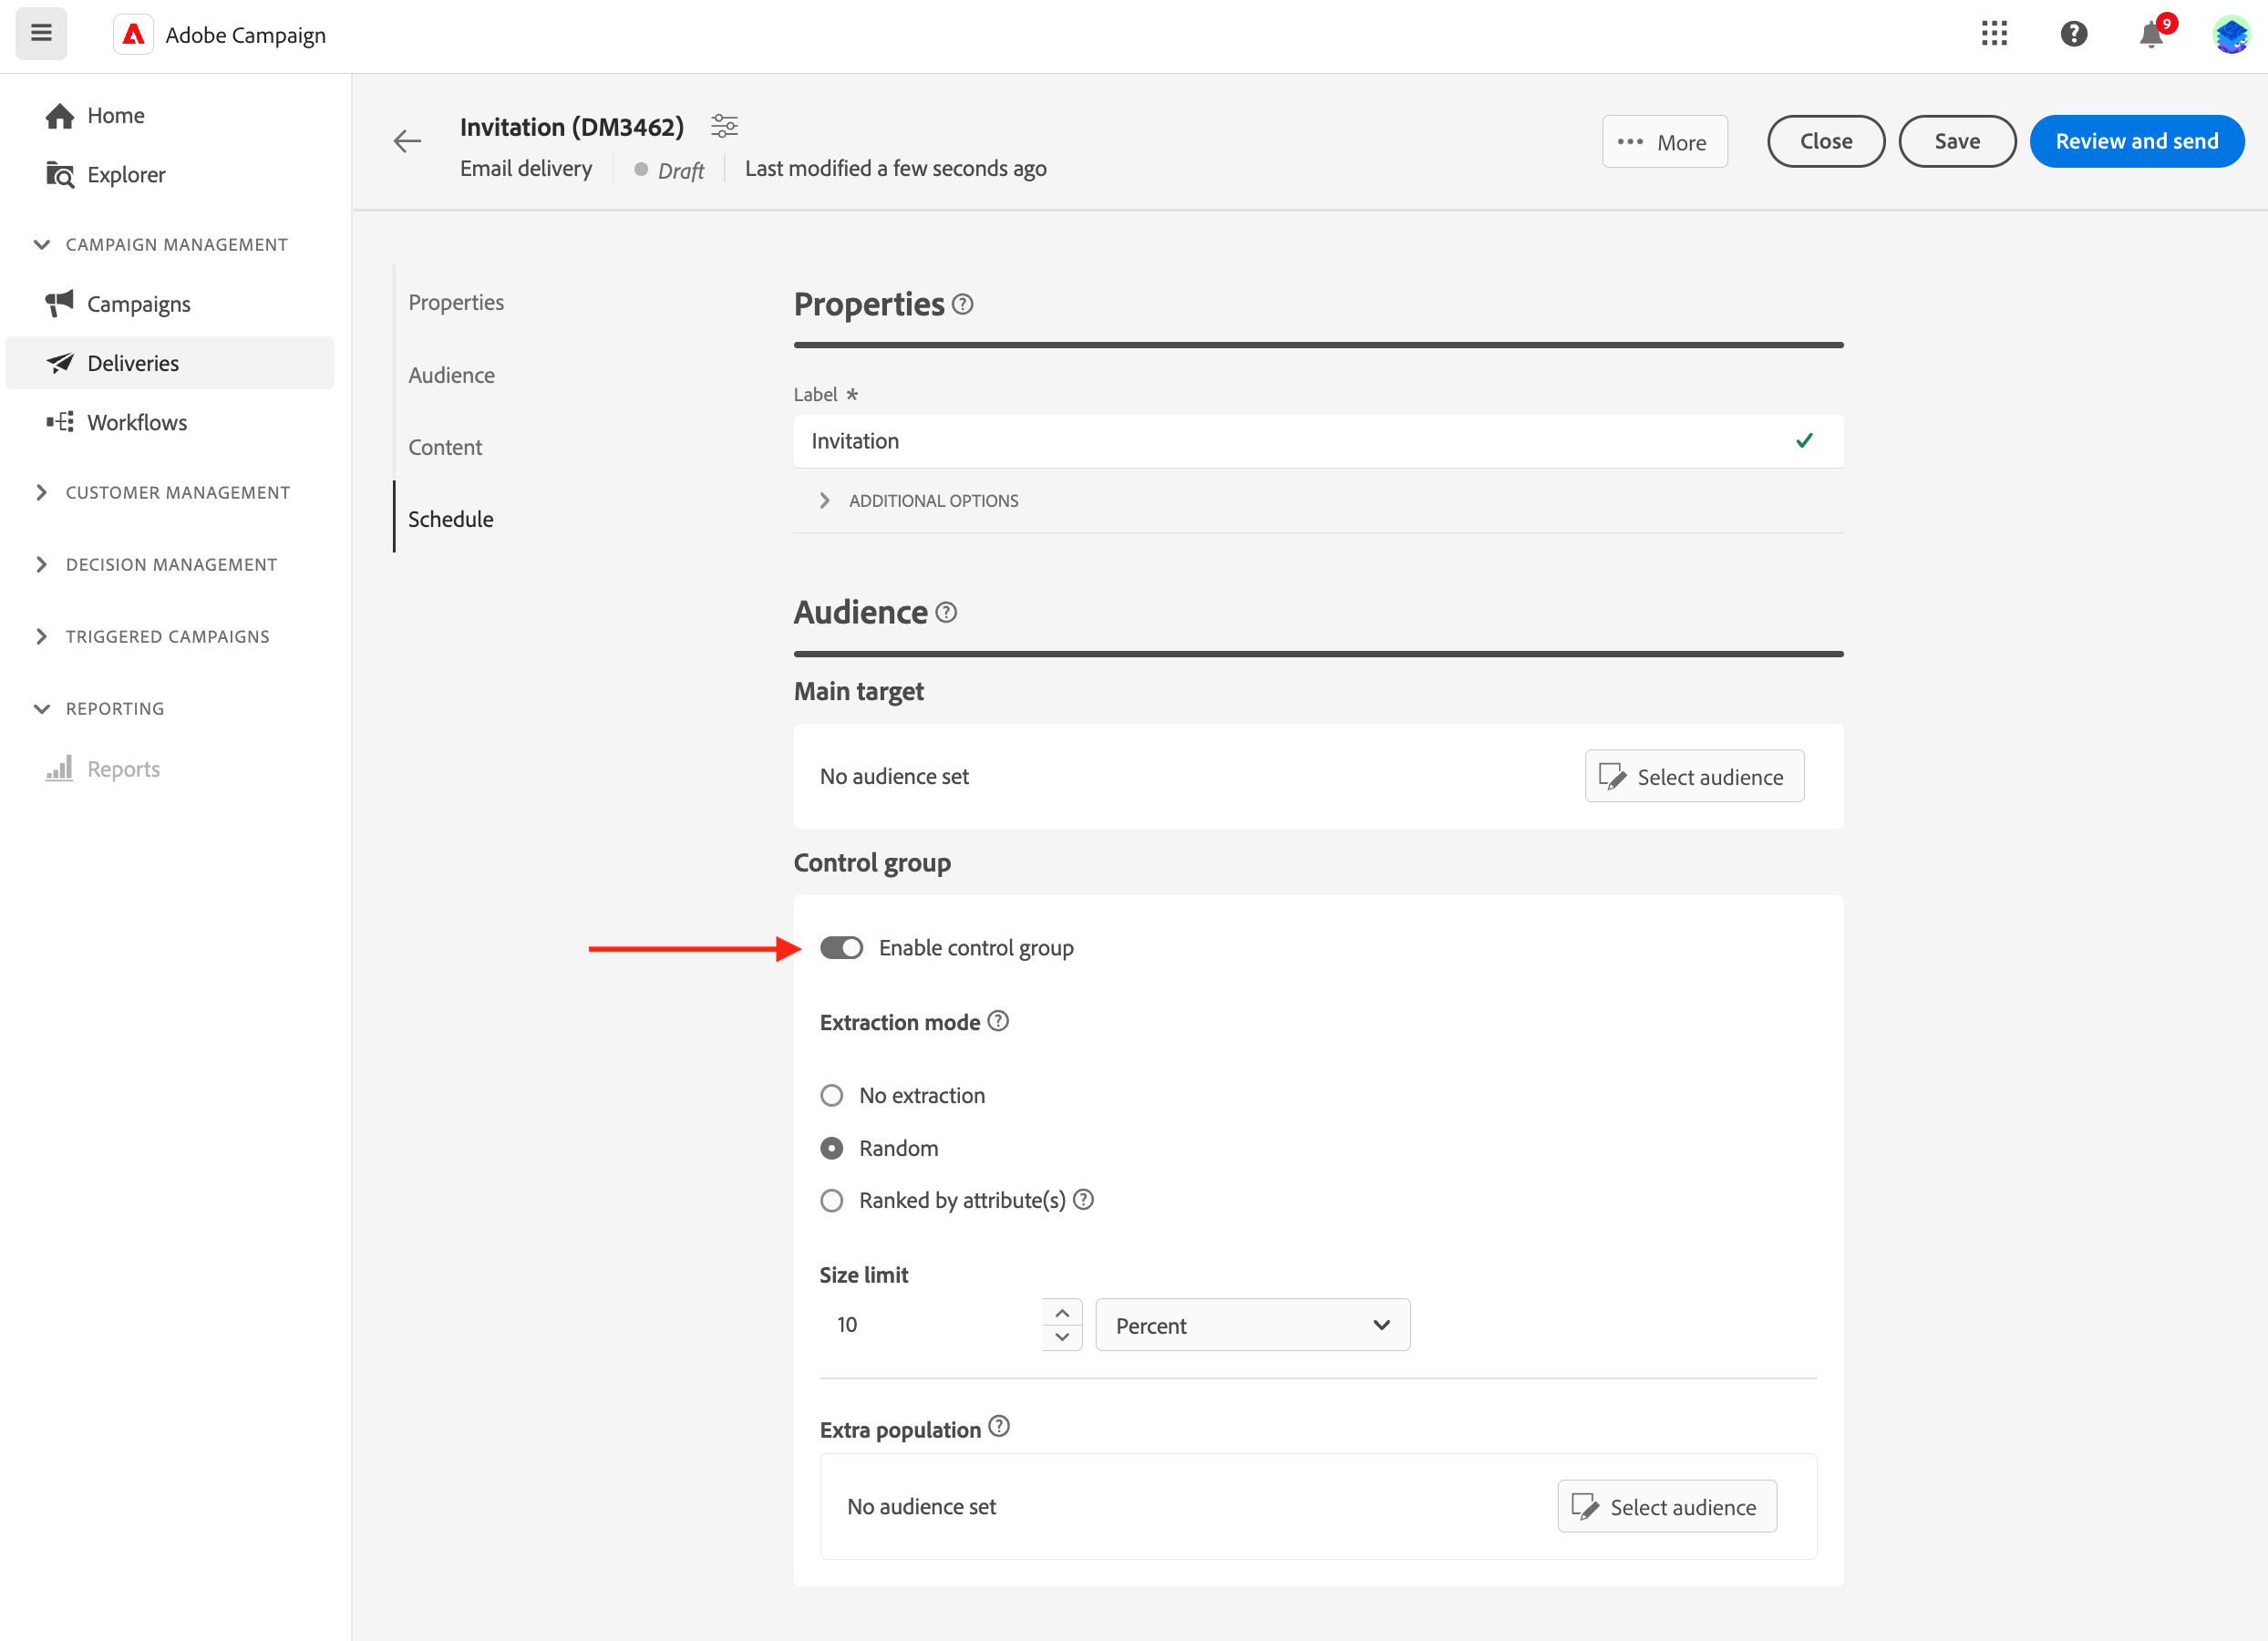 Adobe Campaign
9
Home
Explorer
CAMPAIGN MANAGEMENT
Campaigns
Deliveries
Workflows
CUSTOMER MANAGEMENT
DECISION MANAGEMENT
TRIGGERED CAMPAIGNS
REPORTING
Reports
Invitation (DM3462)
Email delivery
Draft
Last modified a few seconds ago
More
Close
Save
Review and send
Properties
Audience
Content
Schedule
Properties
Label *
Invitation
ADDITIONAL OPTIONS
Audience
Main target
No audience set
Select audience
Control group
Enable control group
Extraction mode
No extraction
Random
Ranked by attribute(s)
Size limit
10
Percent
Extra population
No audience set
Select audience